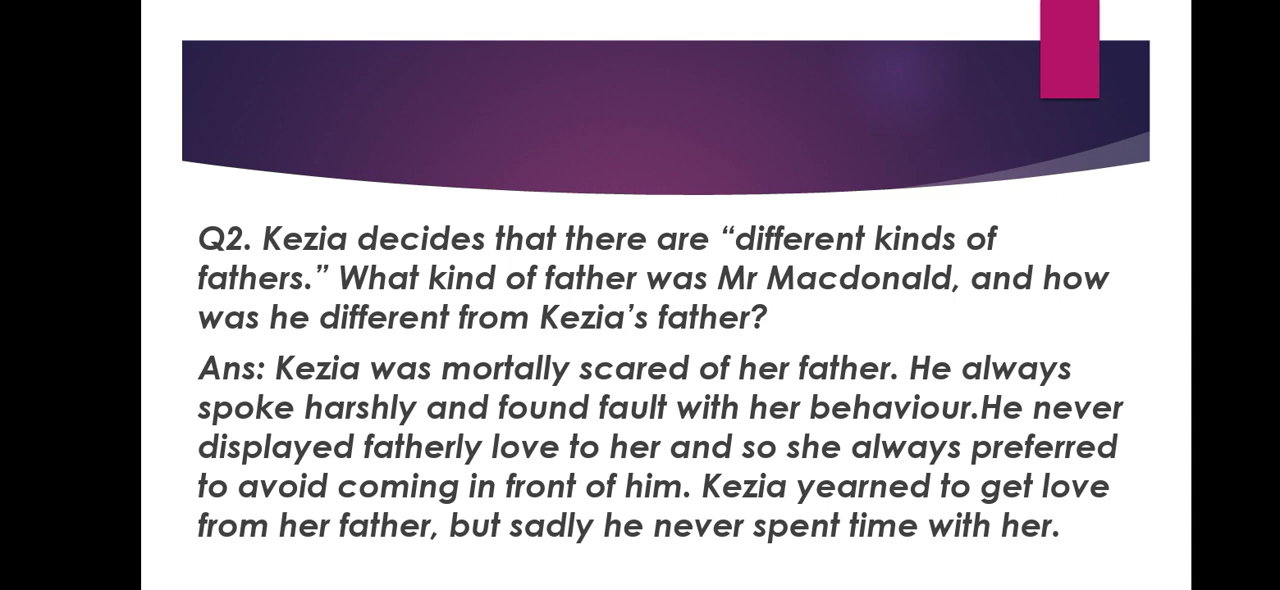 Q2. Kezia decides that there are “different kinds of
fathers.” What kind of father was Mr Macdonald, and how
was he different from Kezia’s father?
Ans: Kezia was mortally scared of her father. He always
spoke harshly and found fault with her behaviour.He never
displayed fatherly love to her and so she always preferred
to avoid coming in front of him. Kezia yearned to get love
from her father, but sadly he never spent time with her.